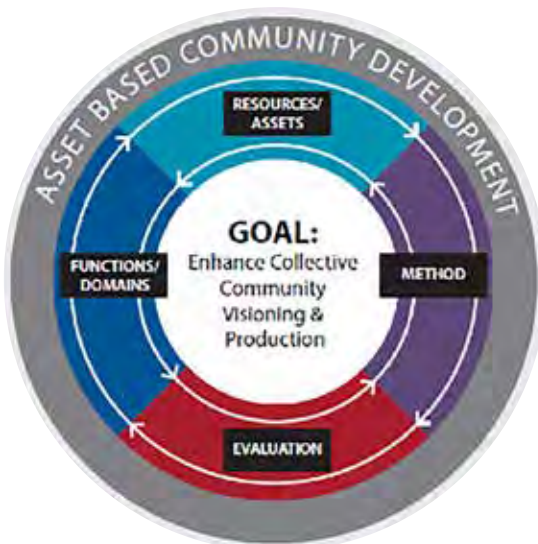 ASSET BASED COMMUNITY DEVELOPMENT
RESOURCES/
ASSETS
GOAL:
Enhance Collective
Community
Visioning &
Production
FUNCTIONS/
DOMAINS
METHOD
EVALUATION